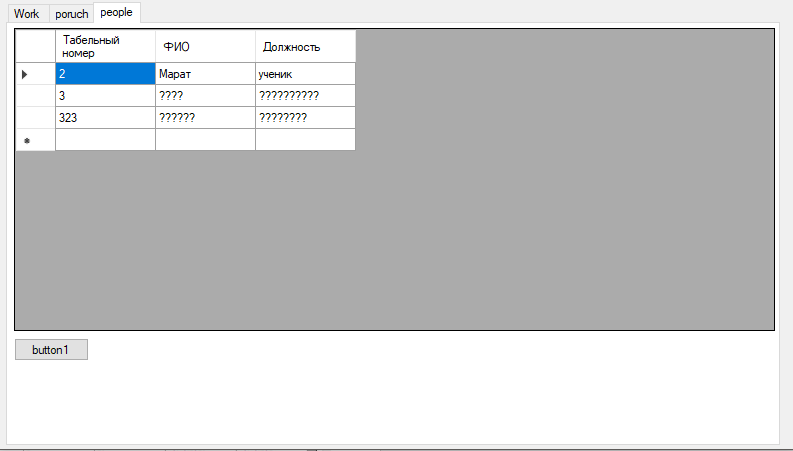 Work poruch people
Табельный номер ФИО Должность
2 Марат ученик
3 ???? ??????????
323 ?????? ????????
button1